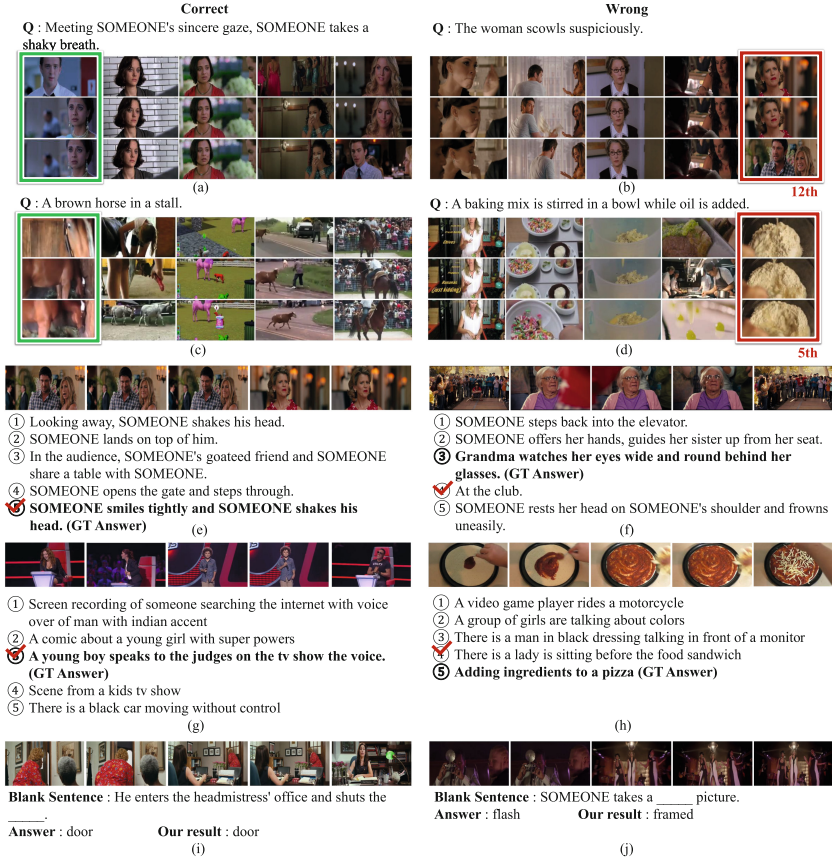 Correct
Q : Meeting SOMEONE's sincere gaze, SOMEONE takes a
shaky breath.
(a)
Wrong
Q : The woman scowls suspiciously.
12th
(b)
Q : A brown horse in a stall.
(c)
Q : A baking mix is stirred in a bowl while oil is added.
(just kidding)
5th
(d)
① Looking away, SOMEONE shakes his head.
② SOMEONE lands on top of him.
③ In the audience, SOMEONE's goateed friend and SOMEONE
share a table with SOMEONE.
④ SOMEONE opens the gate and steps through.
⑤ SOMEONE smiles tightly and SOMEONE shakes his
head. (GT Answer)
(e)
① SOMEONE steps back into the elevator.
② SOMEONE offers her hands, guides her sister up from her seat.
③ Grandma watches her eyes wide and round behind her
glasses. (GT Answer)
④ At the club.
⑤ SOMEONE rests her head on SOMEONE's shoulder and frowns
uneasily.
(f)
① Screen recording of someone searching the internet with voice
over of man with indian accent
② A comic about a young girl with super powers
③ A young boy speaks to the judges on the tv show the voice.
(GT Answer)
④ Scene from a kids tv show
⑤ There is a black car moving without control
(g)
① A video game player rides a motorcycle
② A group of girls are talking about colors
③ There is a man in black dressing talking in front of a monitor
④ There is a lady is sitting before the food sandwich
⑤ Adding ingredients to a pizza (GT Answer)
(h)
Blank Sentence : He enters the headmistress' office and shuts the
_____.
Answer : door Our result : door
(i)
Blank Sentence : SOMEONE takes a _____ picture.
Answer : flash Our result : framed
(j)